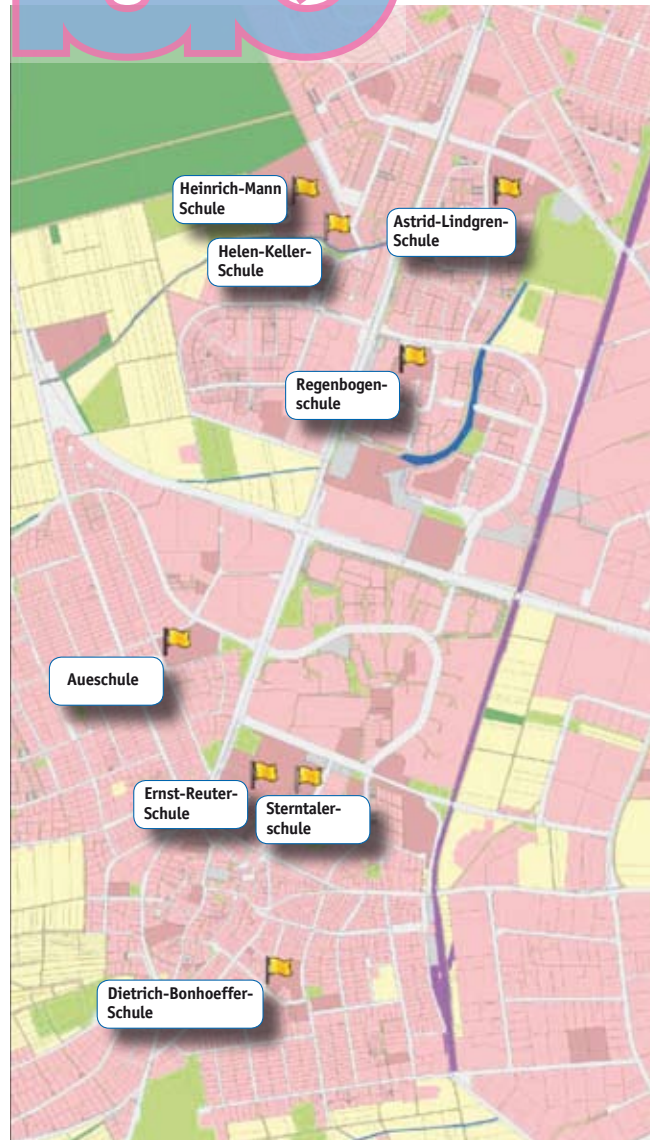 Heinrich-Mann
Schule
Astrid-Lindgren-
Schule
Helen-Keller-
Schule
Regenbogen-
schule
Aueschule
Ernst-Reuter-
Schule
Sterntaler-
schule
Dietrich-Bonhoeffer-
Schule